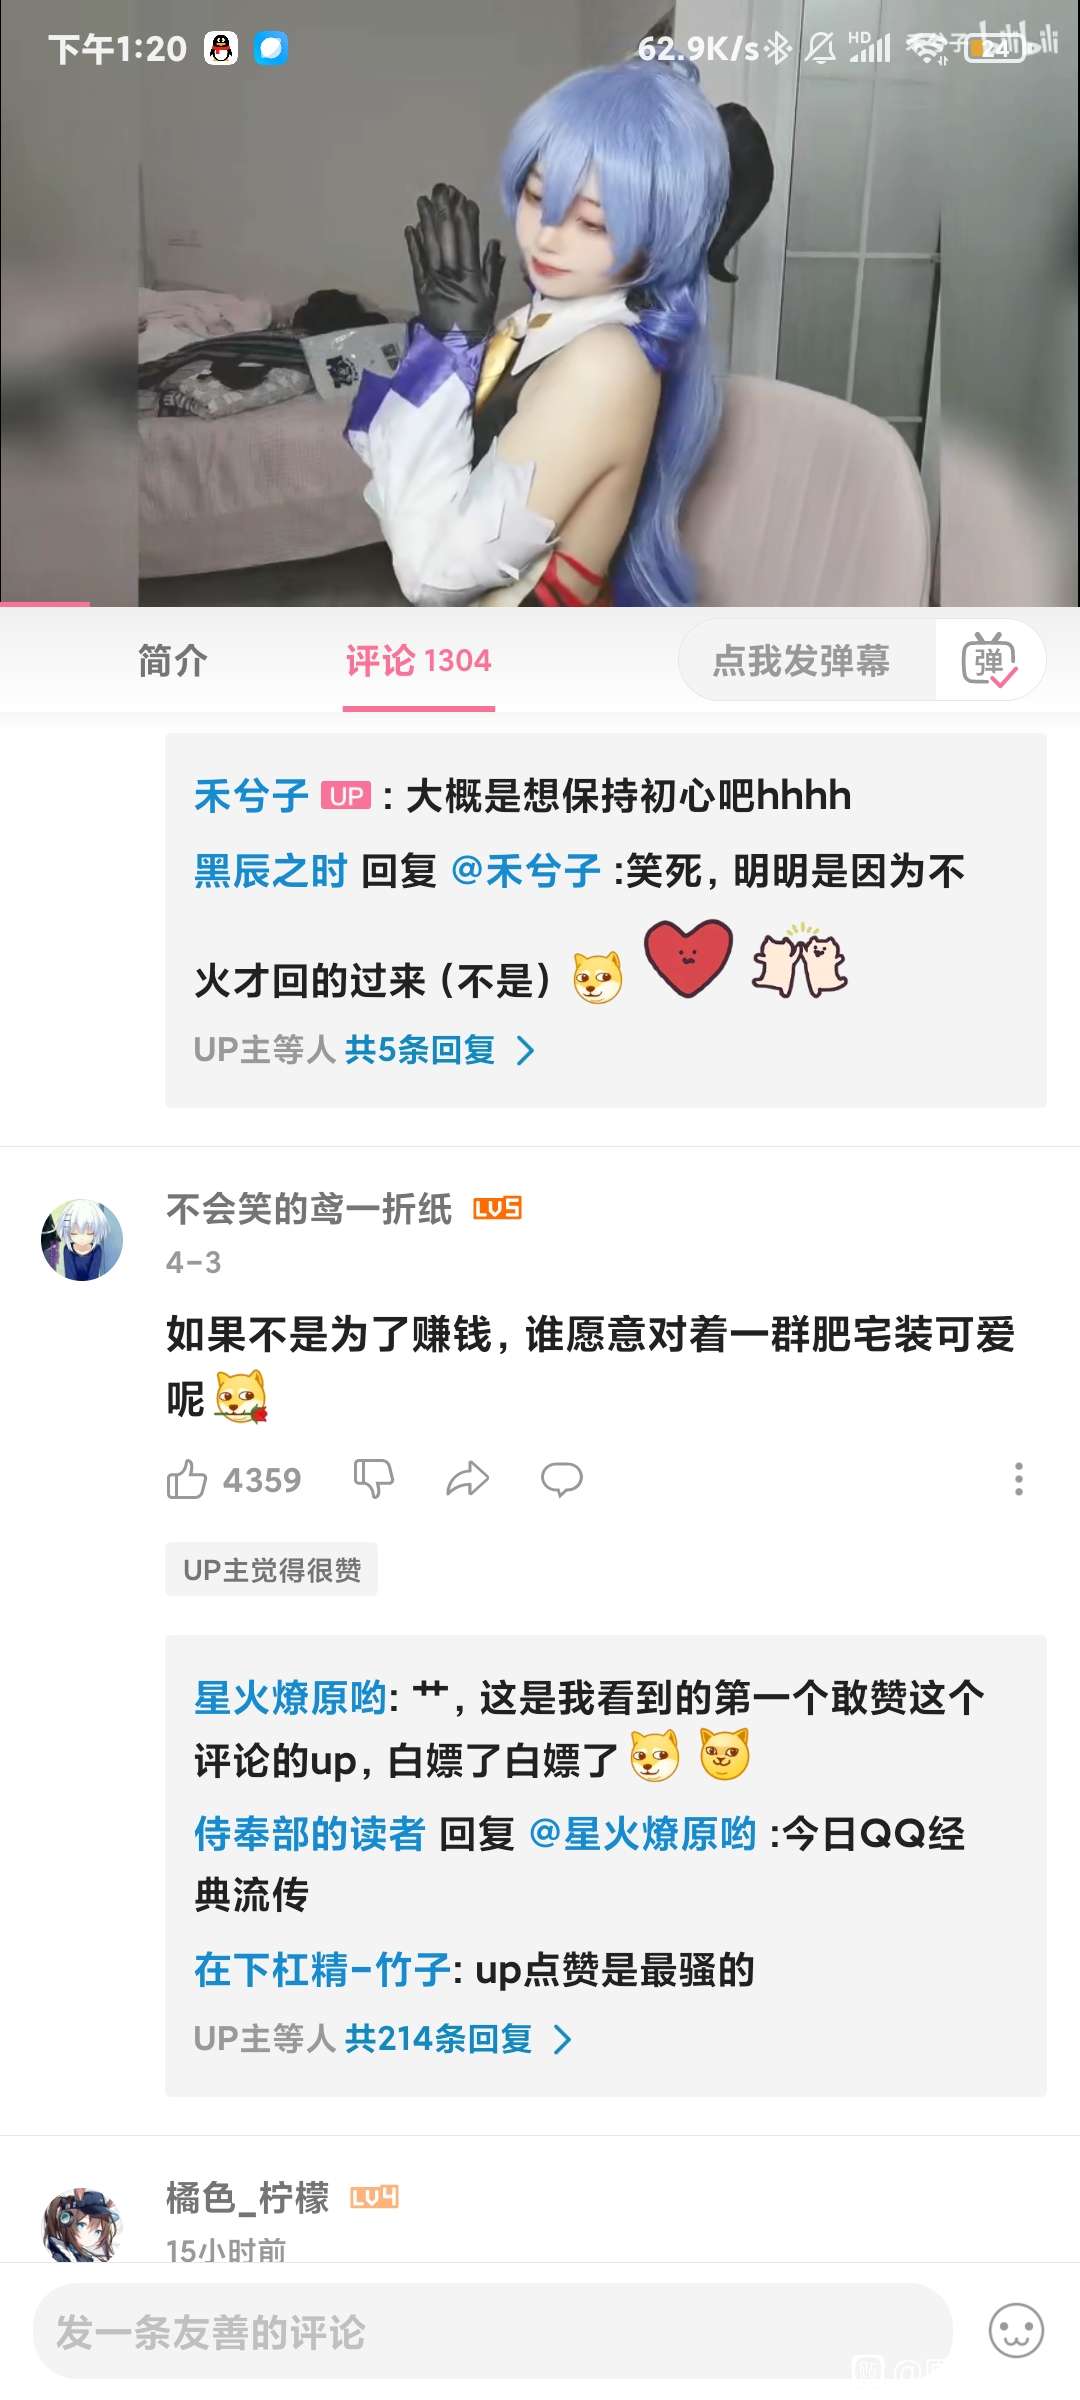 下午1:20
62.9K/s
HD
24
禾兮子
bilibili
简介
评论 1304
点我发弹幕
弹
禾兮子 UP : 大概是想保持初心吧hhhh
黑辰之时 回复 @禾兮子 :笑死, 明明是因为不
火才回的过来 (不是)
UP主等人 共5条回复 >
不会笑的鸢一折纸 LV5
4-3
如果不是为了赚钱, 谁愿意对着一群肥宅装可爱
呢
4359
UP主觉得很赞
星火燎原哟: 艹, 这是我看到的第一个敢赞这个
评论的up, 白嫖了白嫖了
侍奉部的读者 回复 @星火燎原哟 :今日QQ经
典流传
在下杠精-竹子: up点赞是最骚的
UP主等人 共214条回复 >
橘色_柠檬 LV4
15小时前
发一条友善的评论